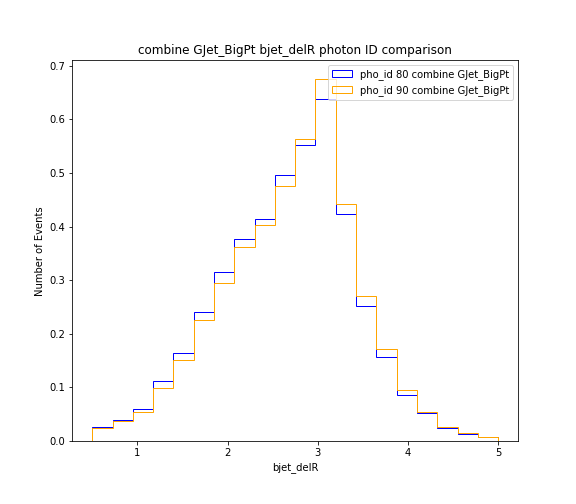 combine GJet_BigPt bjet_delR photon ID comparison
pho_id 80 combine GJet_BigPt
pho_id 90 combine GJet_BigPt
Number of Events
0.7
0.6
0.5
0.4
0.3
0.2
0.1
0.0
1 2 3 4 5
bjet_delR